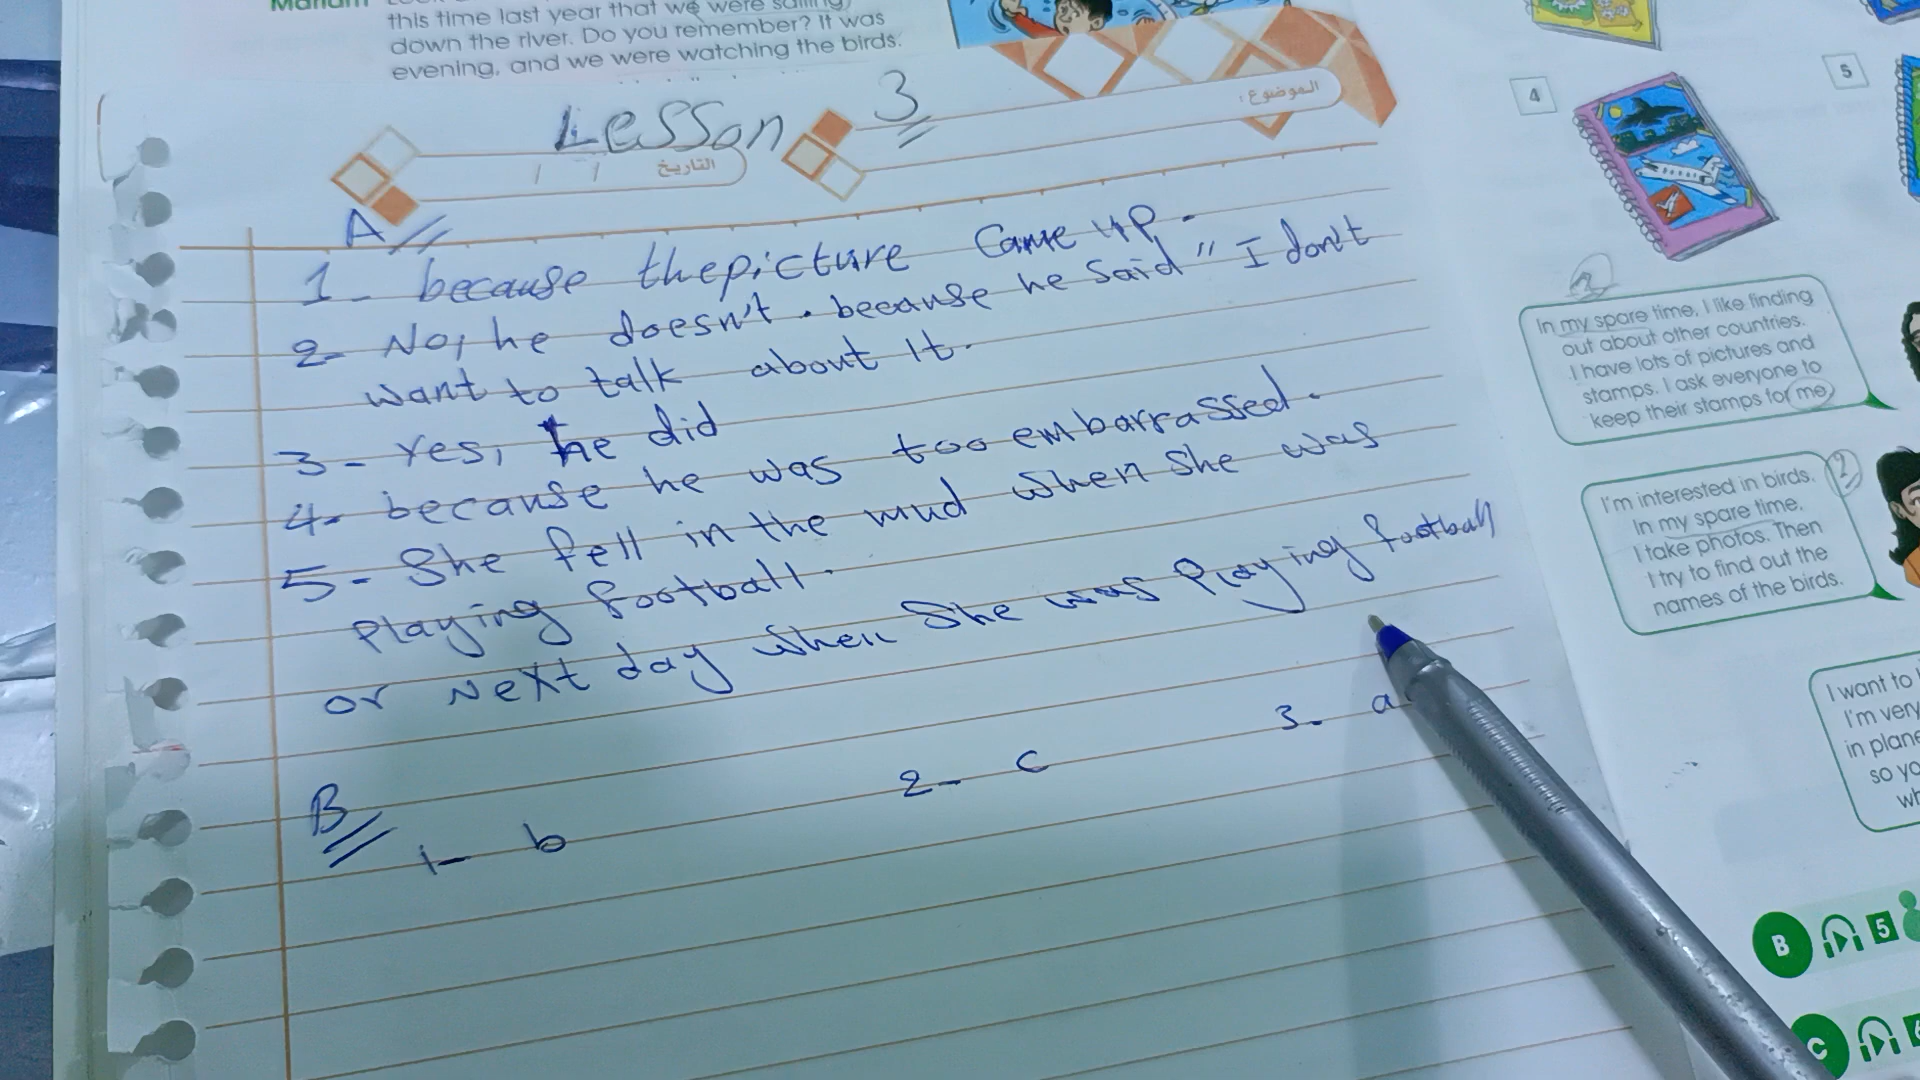 Mariam
this time last year that we were sailing
down the river. Do you remember? It was
evening, and we were watching the birds.
Lesson 3
الموضوع:
التاريخ / /
A
1- because the picture Came up.
2- No, he doesn't. because he said "I don't
want to talk about it.
3- Yes, he did
4- because he was too embarrassed.
5- She fell in the mud when she was
Playing football.
or Next day when she was Playing football
B
1- b 2- c 3- a
4
5
2
In my spare time, I like finding
out about other countries.
I have lots of pictures and
stamps. I ask everyone to
keep their stamps for me
2
I'm interested in birds.
In my spare time,
I take photos. Then
I try to find out the
names of the birds.
I want to
I'm very
in plane
so yo
wh
B 5
C